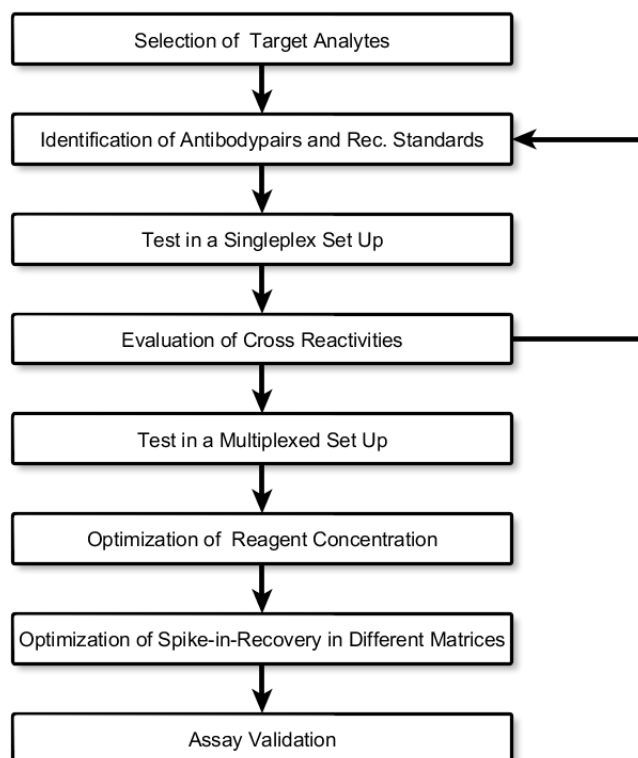 Selection of Target Analytes
Identification of Antibodypairs and Rec. Standards
Test in a Singleplex Set Up
Evaluation of Cross Reactivities
Test in a Multiplexed Set Up
Optimization of Reagent Concentration
Optimization of Spike-in-Recovery in Different Matrices
Assay Validation